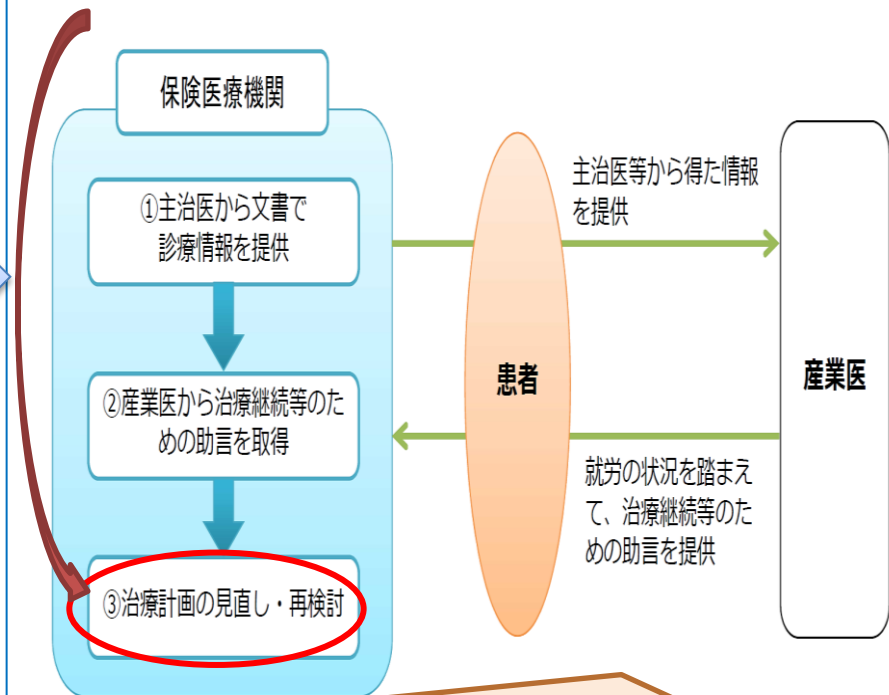 保険医療機関
①主治医から文書で
診療情報を提供
②産業医から治療継続等のた
めの助言を取得
③治療計画の見直し・再検討
患者
主治医等から得た情報
を提供
就労の状況を踏まえ
て、治療継続等のた
めの助言を提供
産業医